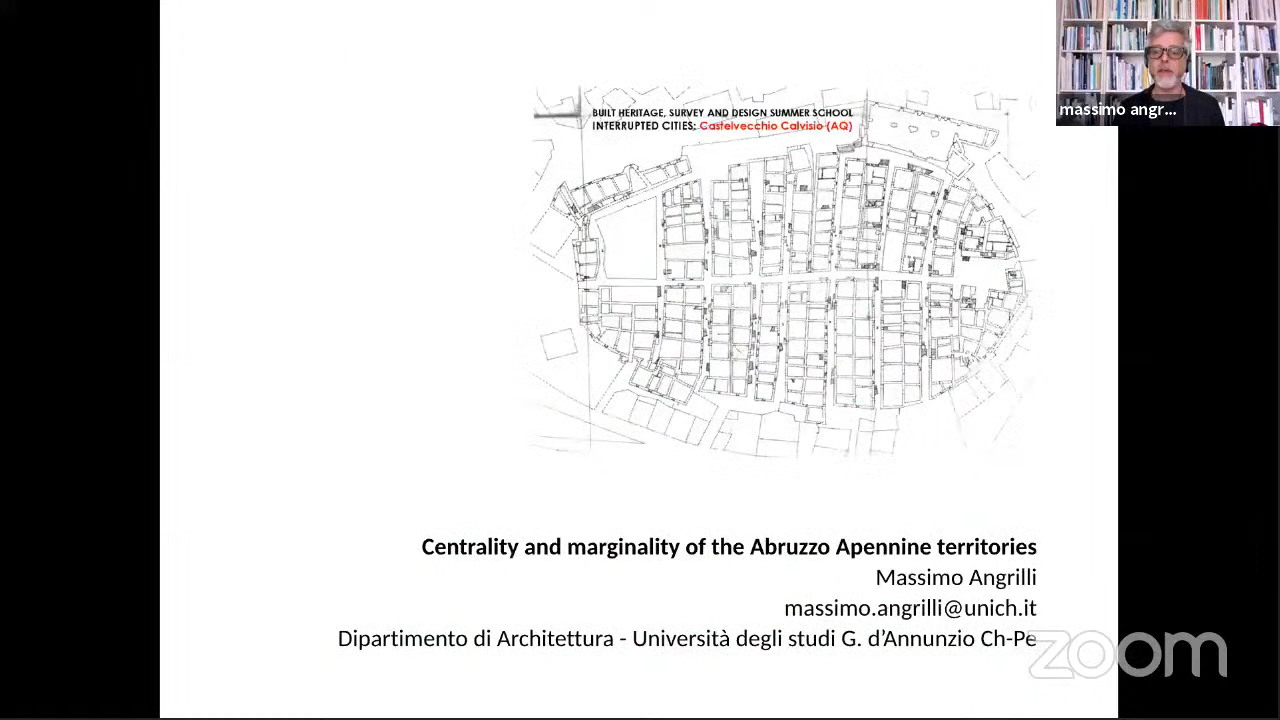 massimo angr...
BUILT HERITAGE, SURVEY AND DESIGN SUMMER SCHOOL
INTERRUPTED CITIES: Castelvecchio Calvisio (AQ)
Centrality and marginality of the Abruzzo Apennine territories
Massimo Angrilli
massimo.angrilli@unich.it
Dipartimento di Architettura - Università degli studi G. d’Annunzio Ch-Pe
zoom